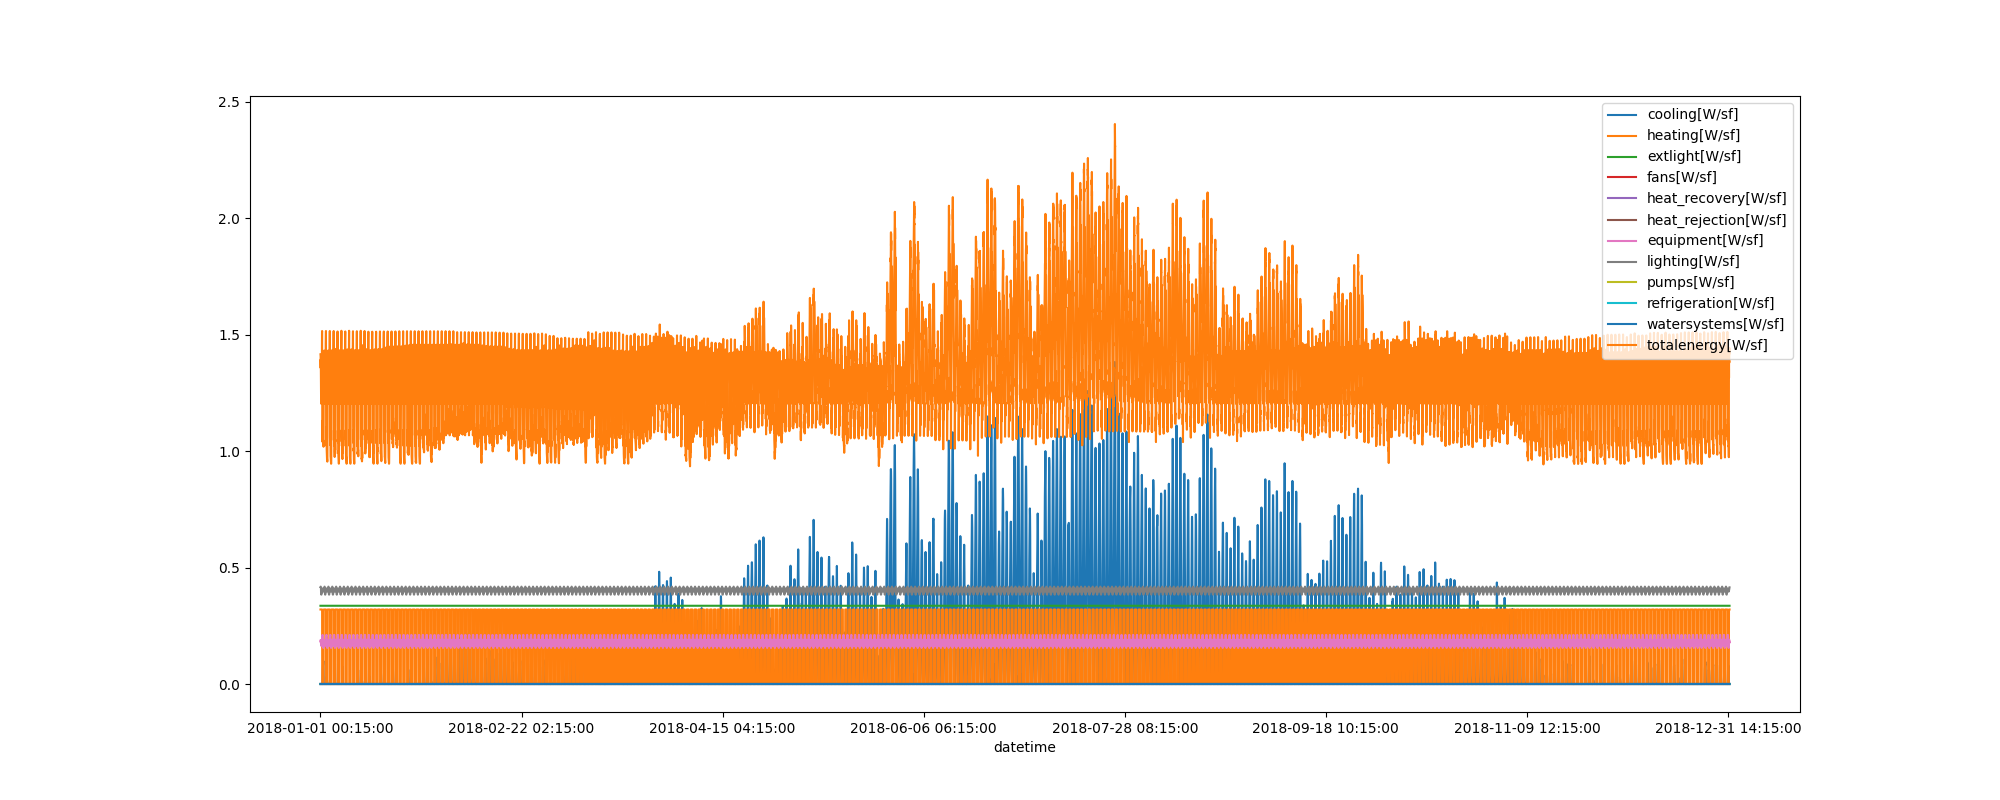 2.5
2.0
1.5
1.0
0.5
0.0
cooling[W/sf]
heating[W/sf]
extlight[W/sf]
fans[W/sf]
heat_recovery[W/sf]
heat_rejection[W/sf]
equipment[W/sf]
lighting[W/sf]
pumps[W/sf]
refrigeration[W/sf]
watersystems[W/sf]
totalenergy[W/sf]
2018-01-01 00:15:00 2018-02-22 02:15:00 2018-04-15 04:15:00 2018-06-06 06:15:00 2018-07-28 08:15:00 2018-09-18 10:15:00 2018-11-09 12:15:00 2018-12-31 14:15:00
datetime